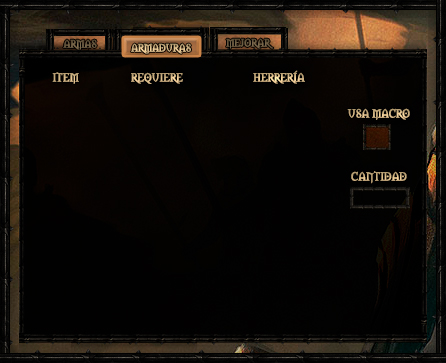 ARMAS ARMADURAS MEJORAR
ITEM REQUIERE HERRERÍA
USA MACRO
CANTIDAD